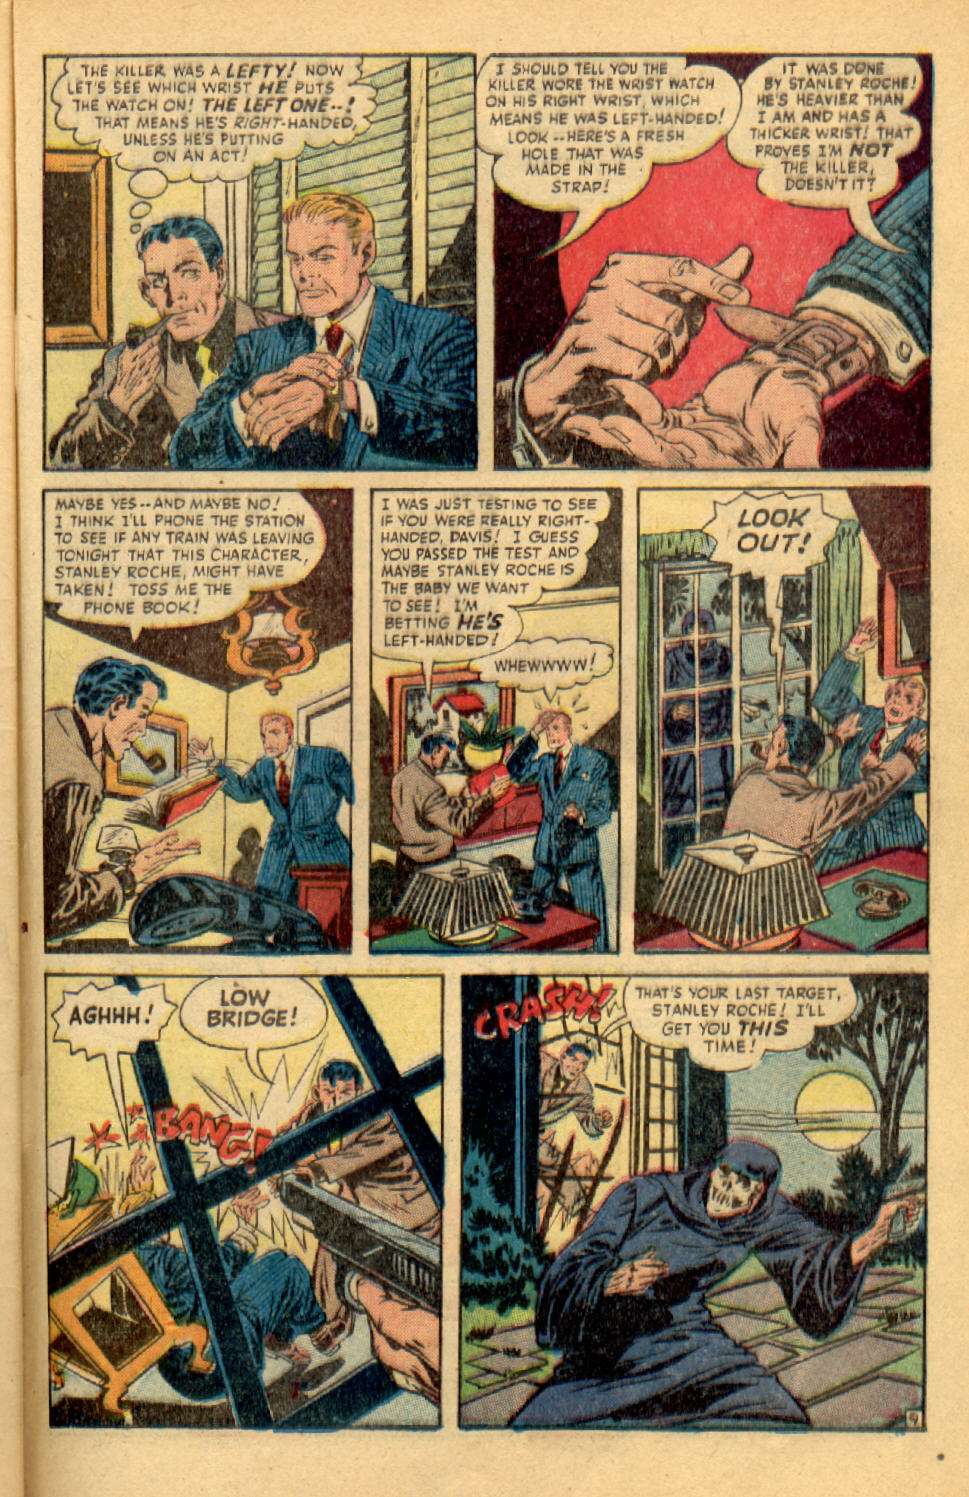 THE KILLER WAS A LEFTY! NOW
LET'S SEE WHICH WRIST HE PUTS
THE WATCH ON! THE LEFT ONE--!
THAT MEANS HE'S RIGHT-HANDED,
UNLESS HE'S PUTTING
ON AN ACT!
I SHOULD TELL YOU THE
KILLER WORE THE WRIST WATCH
ON HIS RIGHT WRIST, WHICH
MEANS HE WAS LEFT-HANDED!
LOOK--HERE'S A FRESH
HOLE THAT WAS
MADE IN THE
STRAP!
IT WAS DONE
BY STANLEY ROCHE!
HE'S HEAVIER THAN
I AM AND HAS A
THICKER WRIST! THAT
PROVES I'M NOT
THE KILLER,
DOESN'T IT?
MAYBE YES--AND MAYBE NO!
I THINK I'LL PHONE THE STATION
TO SEE IF ANY TRAIN WAS LEAVING
TONIGHT THAT THIS CHARACTER,
STANLEY ROCHE, MIGHT HAVE
TAKEN! TOSS ME THE
PHONE BOOK!
I WAS JUST TESTING TO SEE
IF YOU WERE REALLY RIGHT-
HANDED, DAVIS! I GUESS
YOU PASSED THE TEST AND
MAYBE STANLEY ROCHE IS
THE BABY WE WANT
TO SEE! I'M
BETTING HE'S
LEFT-HANDED!
WHEWWWW!
LOOK
OUT!
AGHHH!
LOW
BRIDGE!
BANG!
CRASH!
THAT'S YOUR LAST TARGET,
STANLEY ROCHE! I'LL
GET YOU THIS
TIME!
9